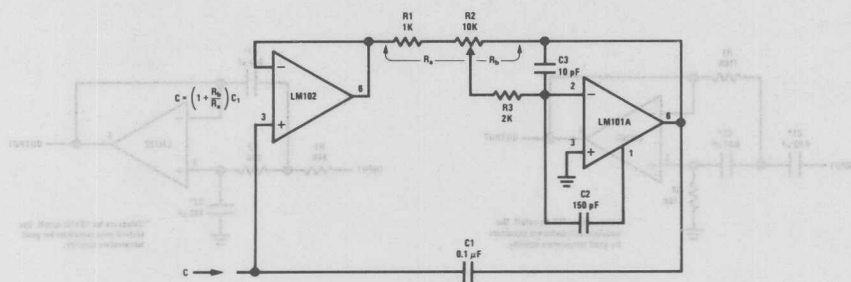 R1
1K
R2
10K
Ra
Rb
C3
10 pF
LM102
6
3
C = (1 + Rb/Ra) C1
R3
2K
2
LM101A
6
3
1
C2
150 pF
C1
0.1 μF
C